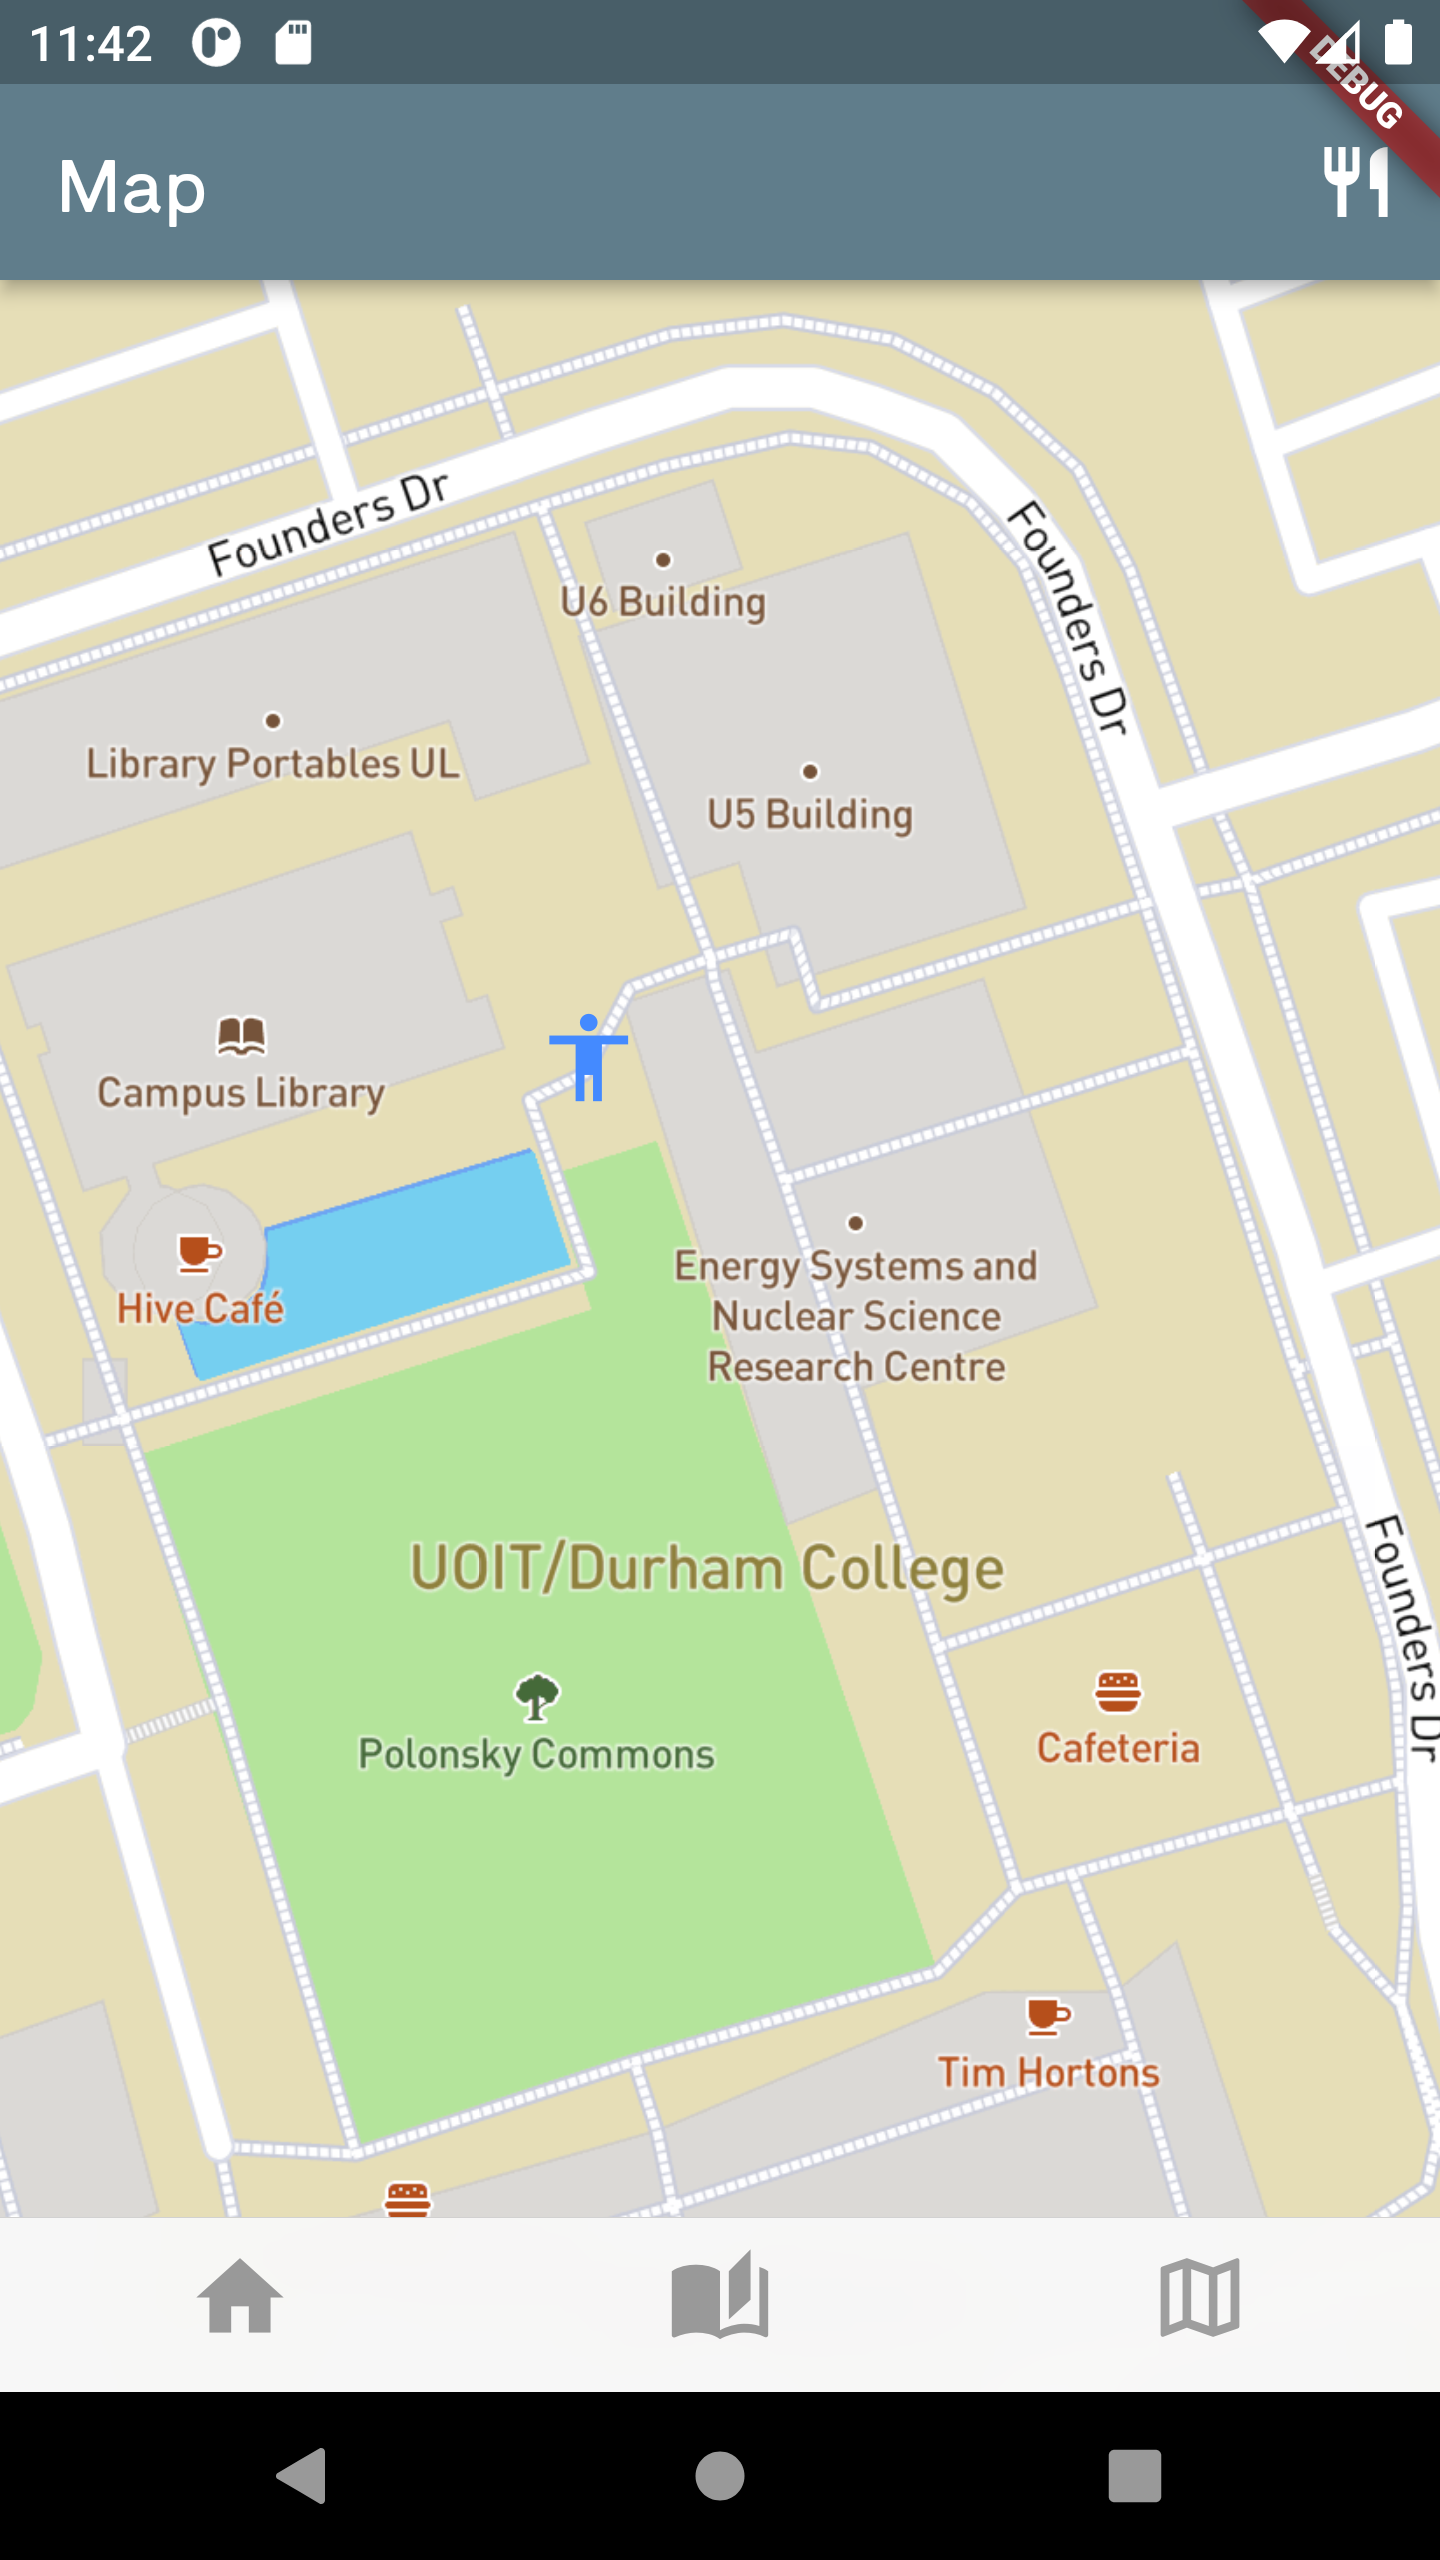 11:42
DEBUG
Map
Founders Dr
Founders Dr
U6 Building
Library Portables UL
U5 Building
Campus Library
Energy Systems and
Nuclear Science
Research Centre
Hive Café
UOIT/Durham College
Founders Dr
Polonsky Commons
Cafeteria
Tim Hortons